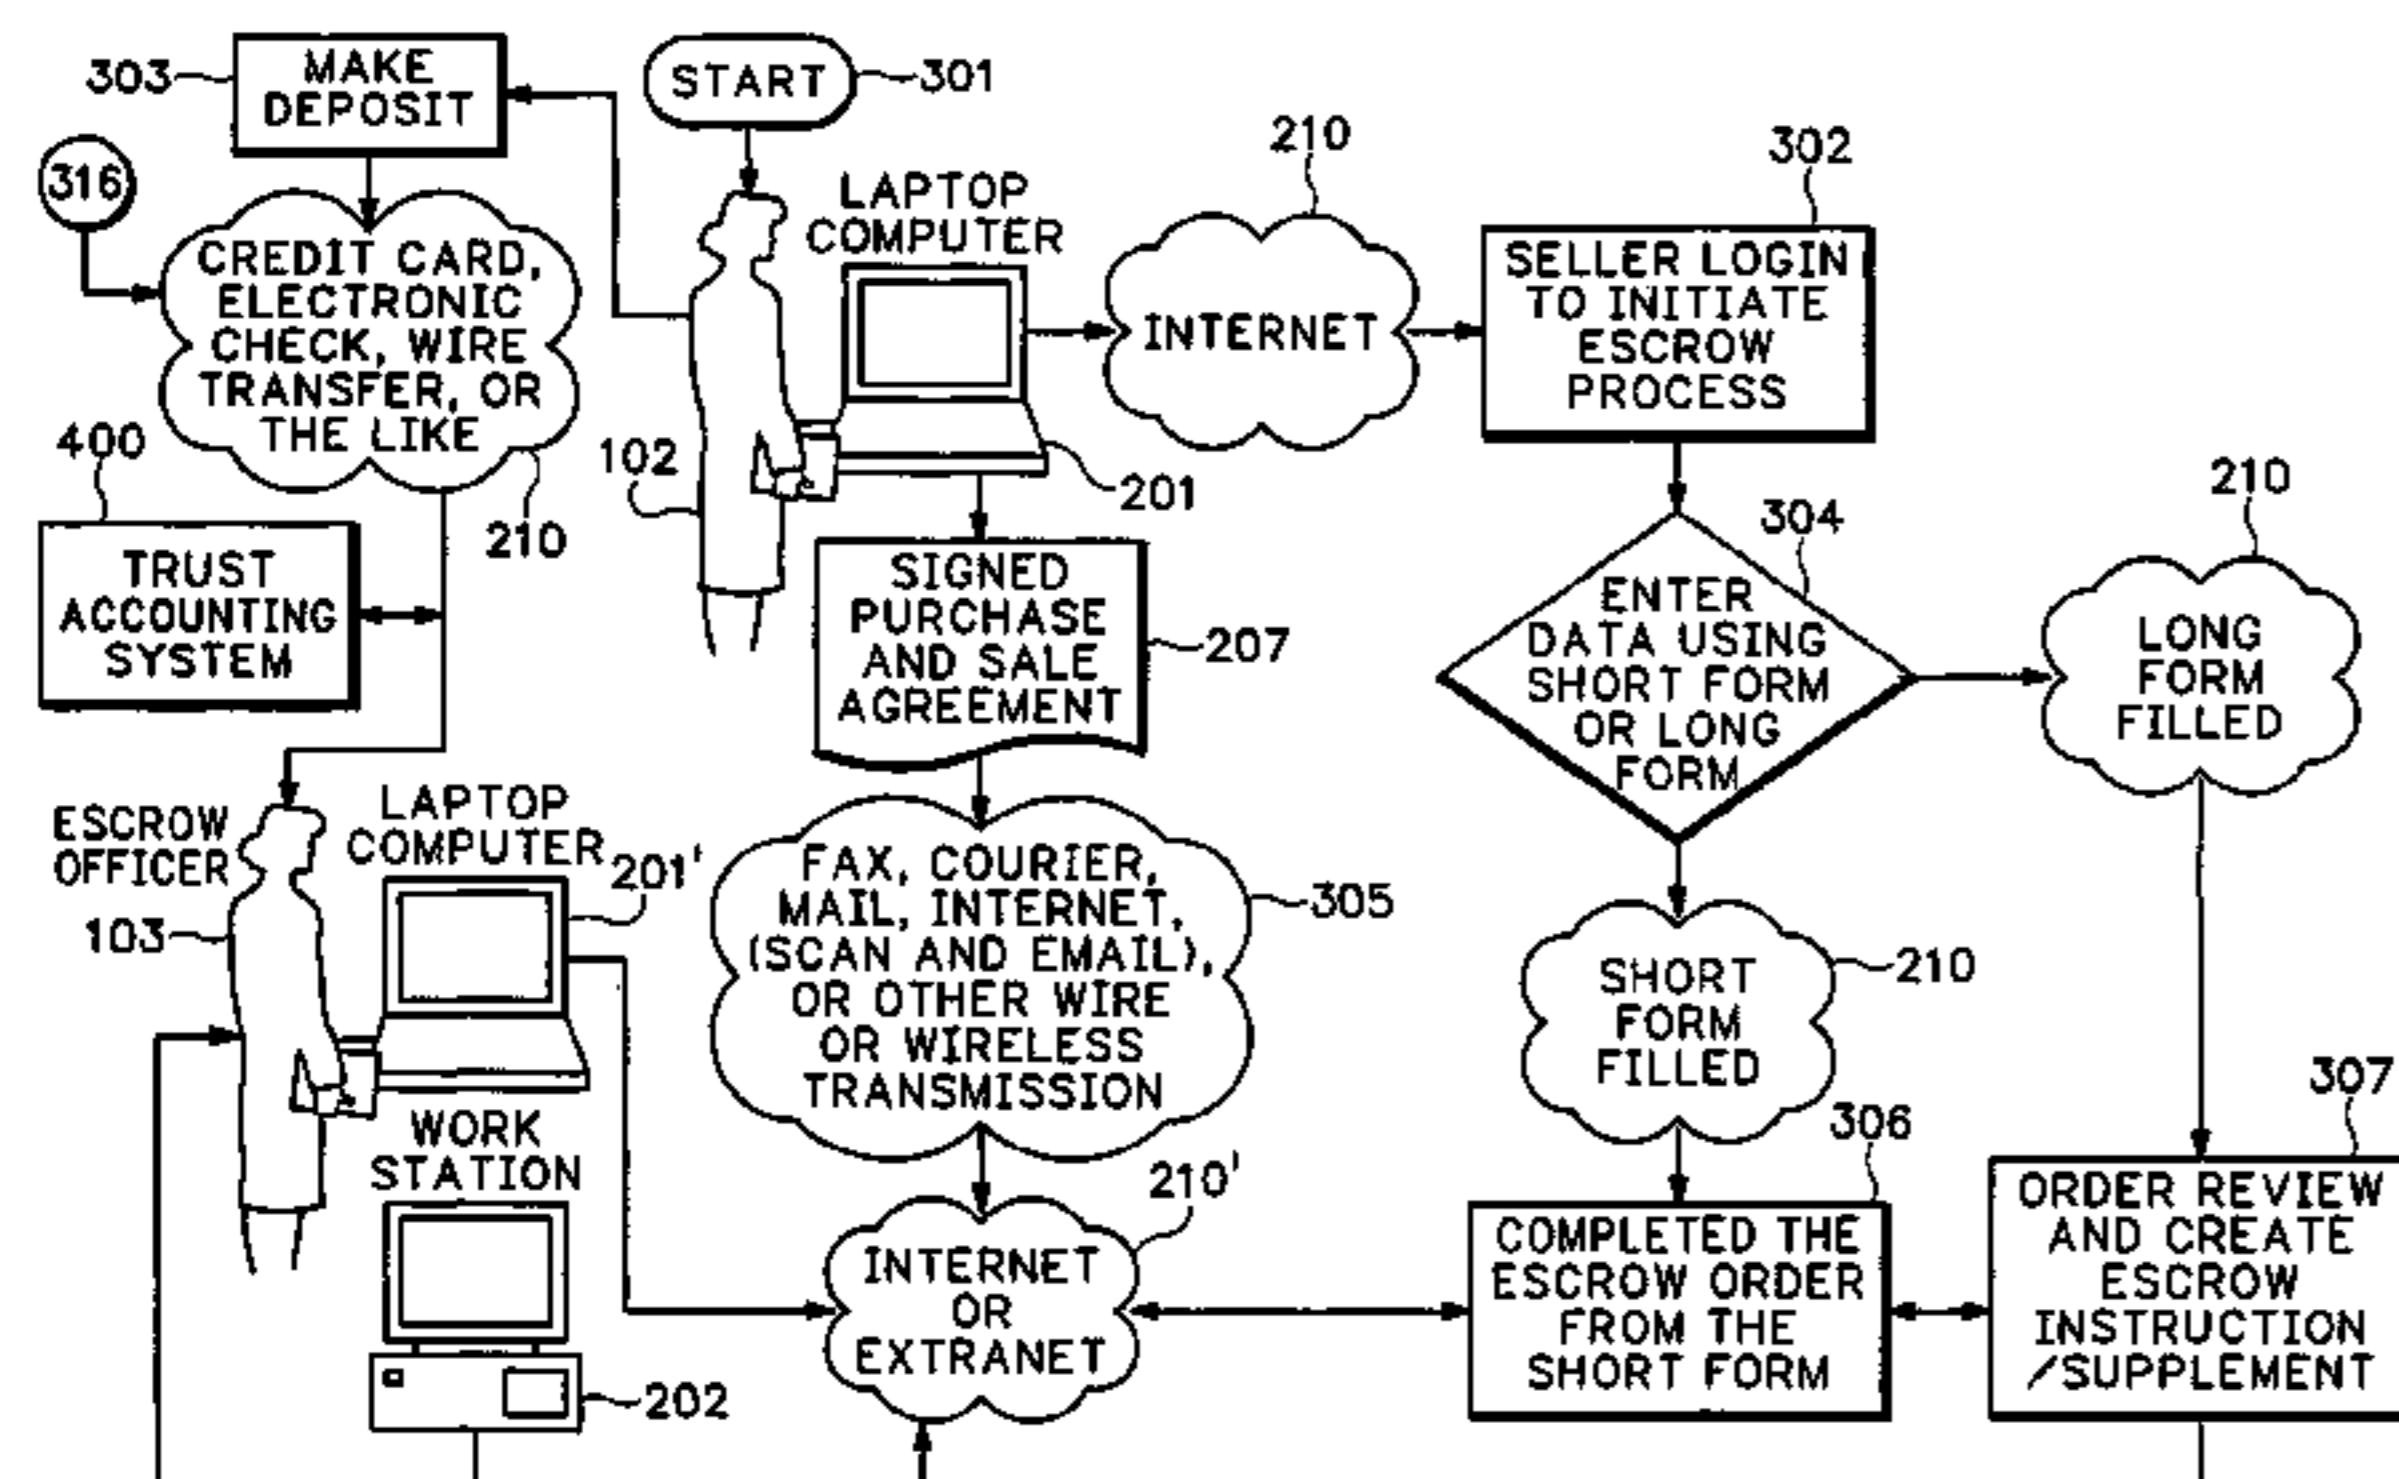 303
MAKE
DEPOSIT
START
301
316
CREDIT CARD,
ELECTRONIC
CHECK, WIRE
TRANSFER, OR
THE LIKE
210
LAPTOP
COMPUTER
210
INTERNET
302
SELLER LOGIN
TO INITIATE
ESCROW
PROCESS
400
TRUST
ACCOUNTING
SYSTEM
102
201
SIGNED
PURCHASE
AND SALE
AGREEMENT
207
304
ENTER
DATA USING
SHORT FORM
OR LONG
FORM
210
LONG
FORM
FILLED
ESCROW
OFFICER
103
LAPTOP
COMPUTER
201'
FAX, COURIER,
MAIL, INTERNET,
(SCAN AND EMAIL),
OR OTHER WIRE
OR WIRELESS
TRANSMISSION
305
SHORT
FORM
FILLED
210
WORK
STATION
202
210'
INTERNET
OR
EXTRANET
306
COMPLETED THE
ESCROW ORDER
FROM THE
SHORT FORM
307
ORDER REVIEW
AND CREATE
ESCROW
INSTRUCTION
/SUPPLEMENT